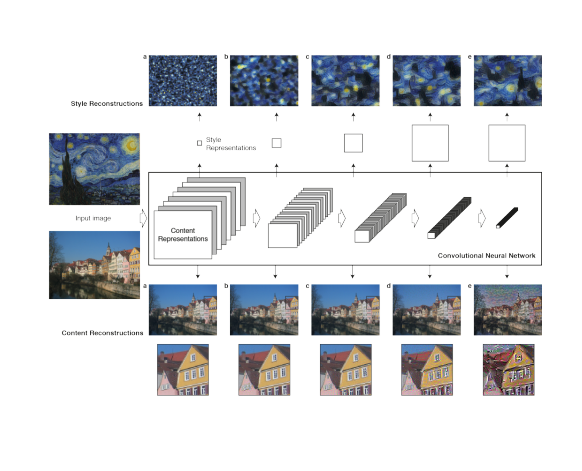 a b c d e
Style Reconstructions
Style
Representations
Input image
Content
Representations
Convolutional Neural Network
a b c d e
Content Reconstructions